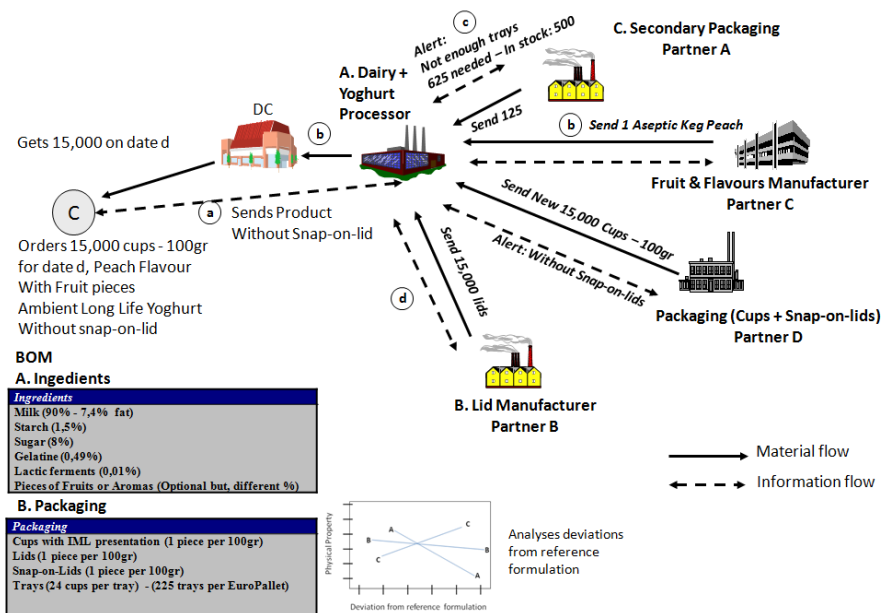 c
Alert:
Not enough trays
625 needed – In stock: 500
C. Secondary Packaging
Partner A
A. Dairy +
Yoghurt
Processor
DC
b
Send 125
b
Send 1 Aseptic Keg Peach
Gets 15,000 on date d
Fruit & Flavours Manufacturer
Partner C
C
a
Sends Product
Without Snap-on-lid
Send New 15,000 Cups – 100gr
Alert: Without Snap-on-lids
Orders 15,000 cups - 100gr
for date d, Peach Flavour
With Fruit pieces
Ambient Long Life Yoghurt
Without snap-on-lid
d
Send 15,000 lids
Packaging (Cups + Snap-on-lids)
Partner D
B. Lid Manufacturer
Partner B
BOM
A. Ingedients
Ingredients
Milk (90% - 7,4% fat)
Starch (1,5%)
Sugar (8%)
Gelatine (0,49%)
Lactic ferments (0,01%)
Pieces of Fruits or Aromas (Optional but, different %)
Material flow
Information flow
B. Packaging
Packaging
Cups with IML presentation (1 piece per 100gr)
Lids (1 piece per 100gr)
Snap-on-Lids (1 piece per 100gr)
Trays (24 cups per tray) - (225 trays per EuroPallet)
Physical Property
A
B
C
C
B
A
Deviation from reference formulation
Analyses deviations
from reference
formulation